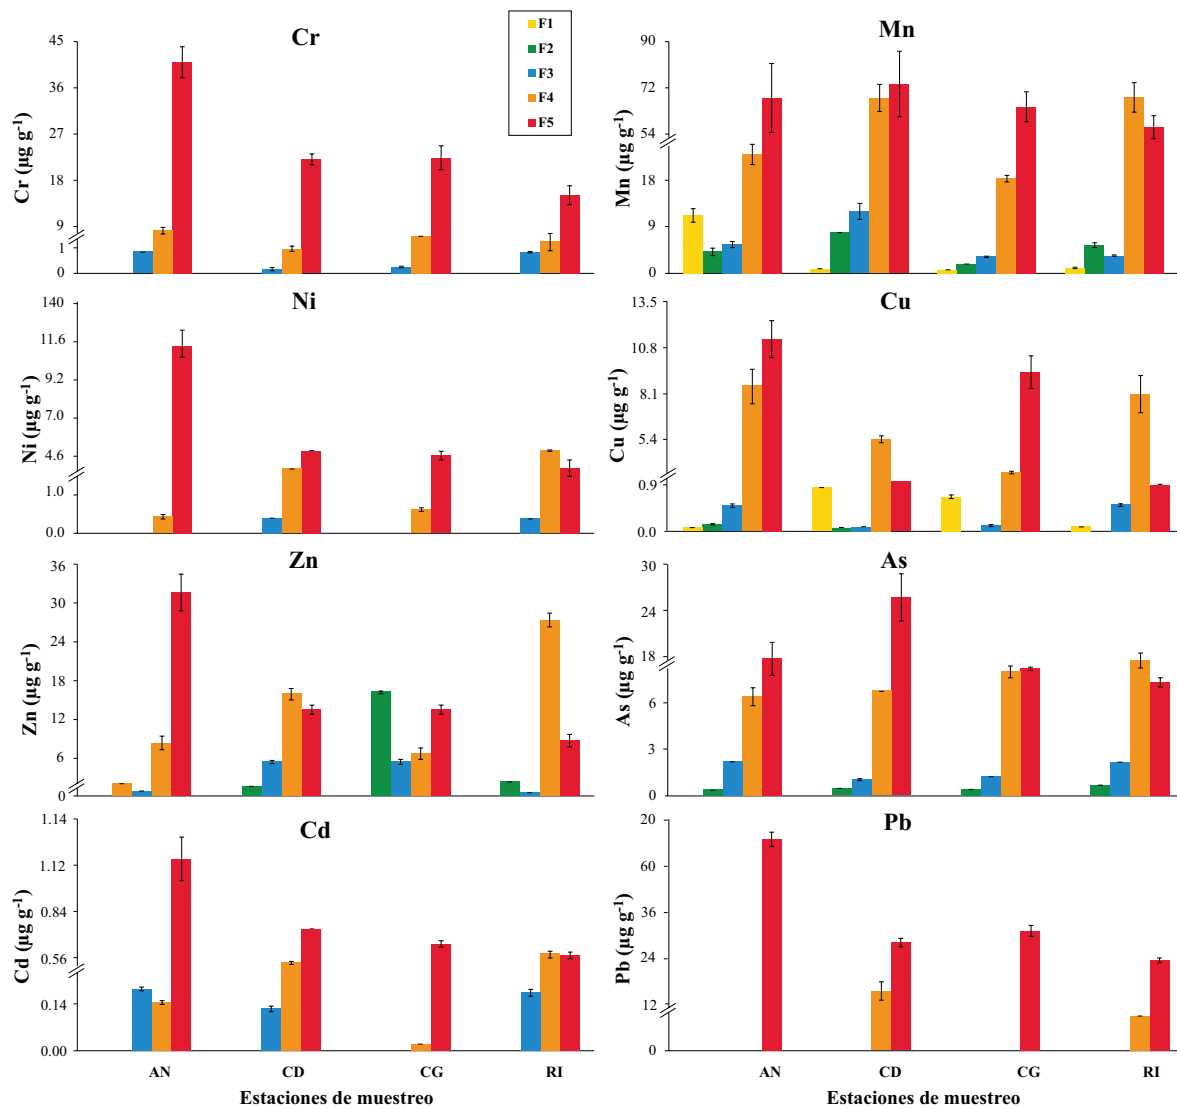 Cr
Cr (µg g-1)
45
36
27
18
9
1
0
F1
F2
F3
F4
F5
Mn
Mn (µg g-1)
90
72
54
18
9
0
Ni
Ni (µg g-1)
140
11.6
9.2
7.0
4.6
1.0
0.0
Cu
Cu (µg g-1)
13.5
10.8
8.1
5.4
0.9
0.0
Zn
Zn (µg g-1)
36
30
18
12
6
0
As
As (µg g-1)
30
24
18
6
3
0
Cd
Cd (µg g-1)
1.14
1.12
0.84
0.56
0.14
0.00
AN CD CG RI
Estaciones de muestreo
Pb
Pb (µg g-1)
20
60
36
24
12
0
AN CD CG RI
Estaciones de muestreo